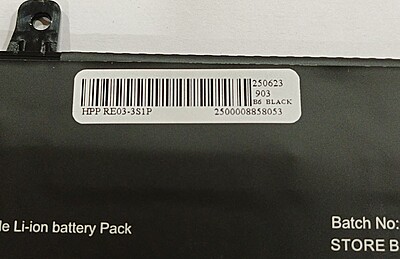 250623
903
B6 BLACK
HPP RE03-3S1P 2500008858053
le Li-ion battery Pack
Batch No:
STORE B